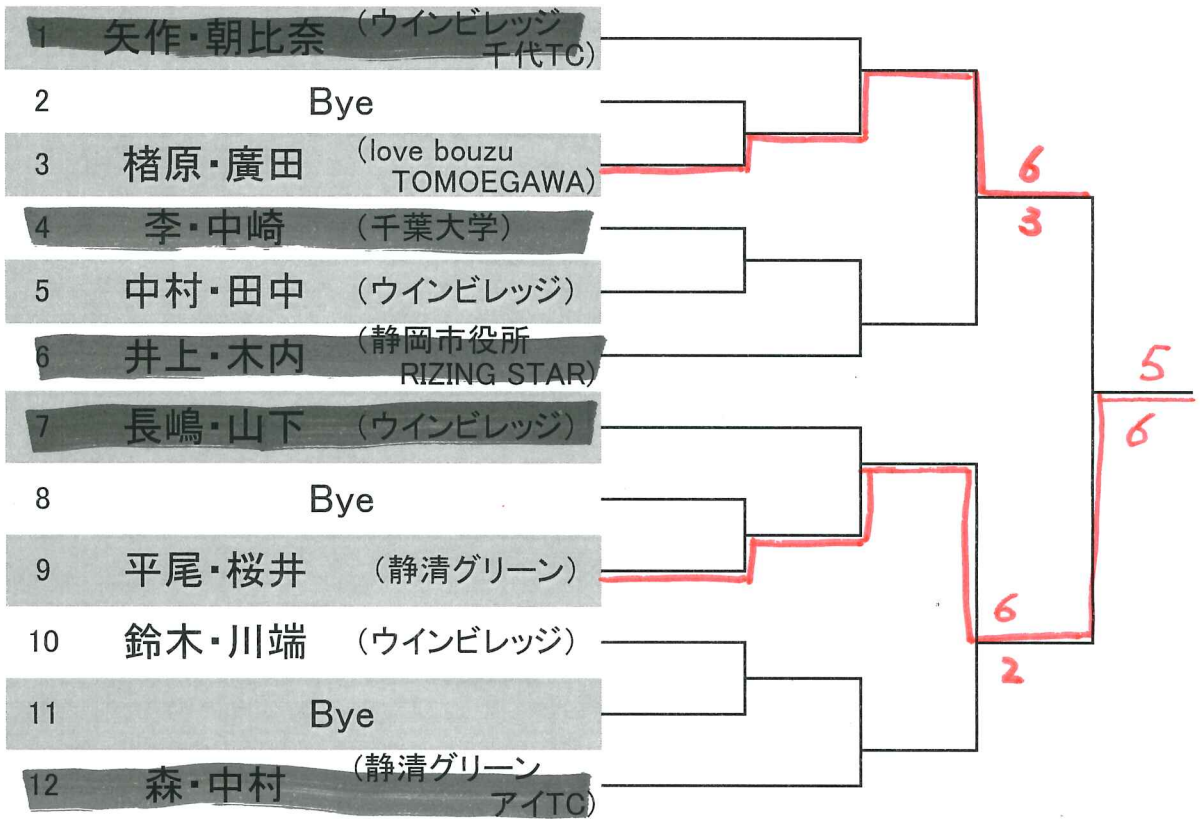 1 矢作・朝比奈 (ウインビレッジ
千代TC)
2 Bye
3 楮原・廣田 (love bouzu
TOMOEGAWA)
6
3
4 李・中崎 (千葉大学)
5 中村・田中 (ウインビレッジ)
6 井上・木内 (静岡市役所
RIZING STAR)
5
6
7 長嶋・山下 (ウインビレッジ)
8 Bye
9 平尾・桜井 (静清グリーン)
6
2
10 鈴木・川端 (ウインビレッジ)
11 Bye
12 森・中村 (静清グリーン
アイTC)